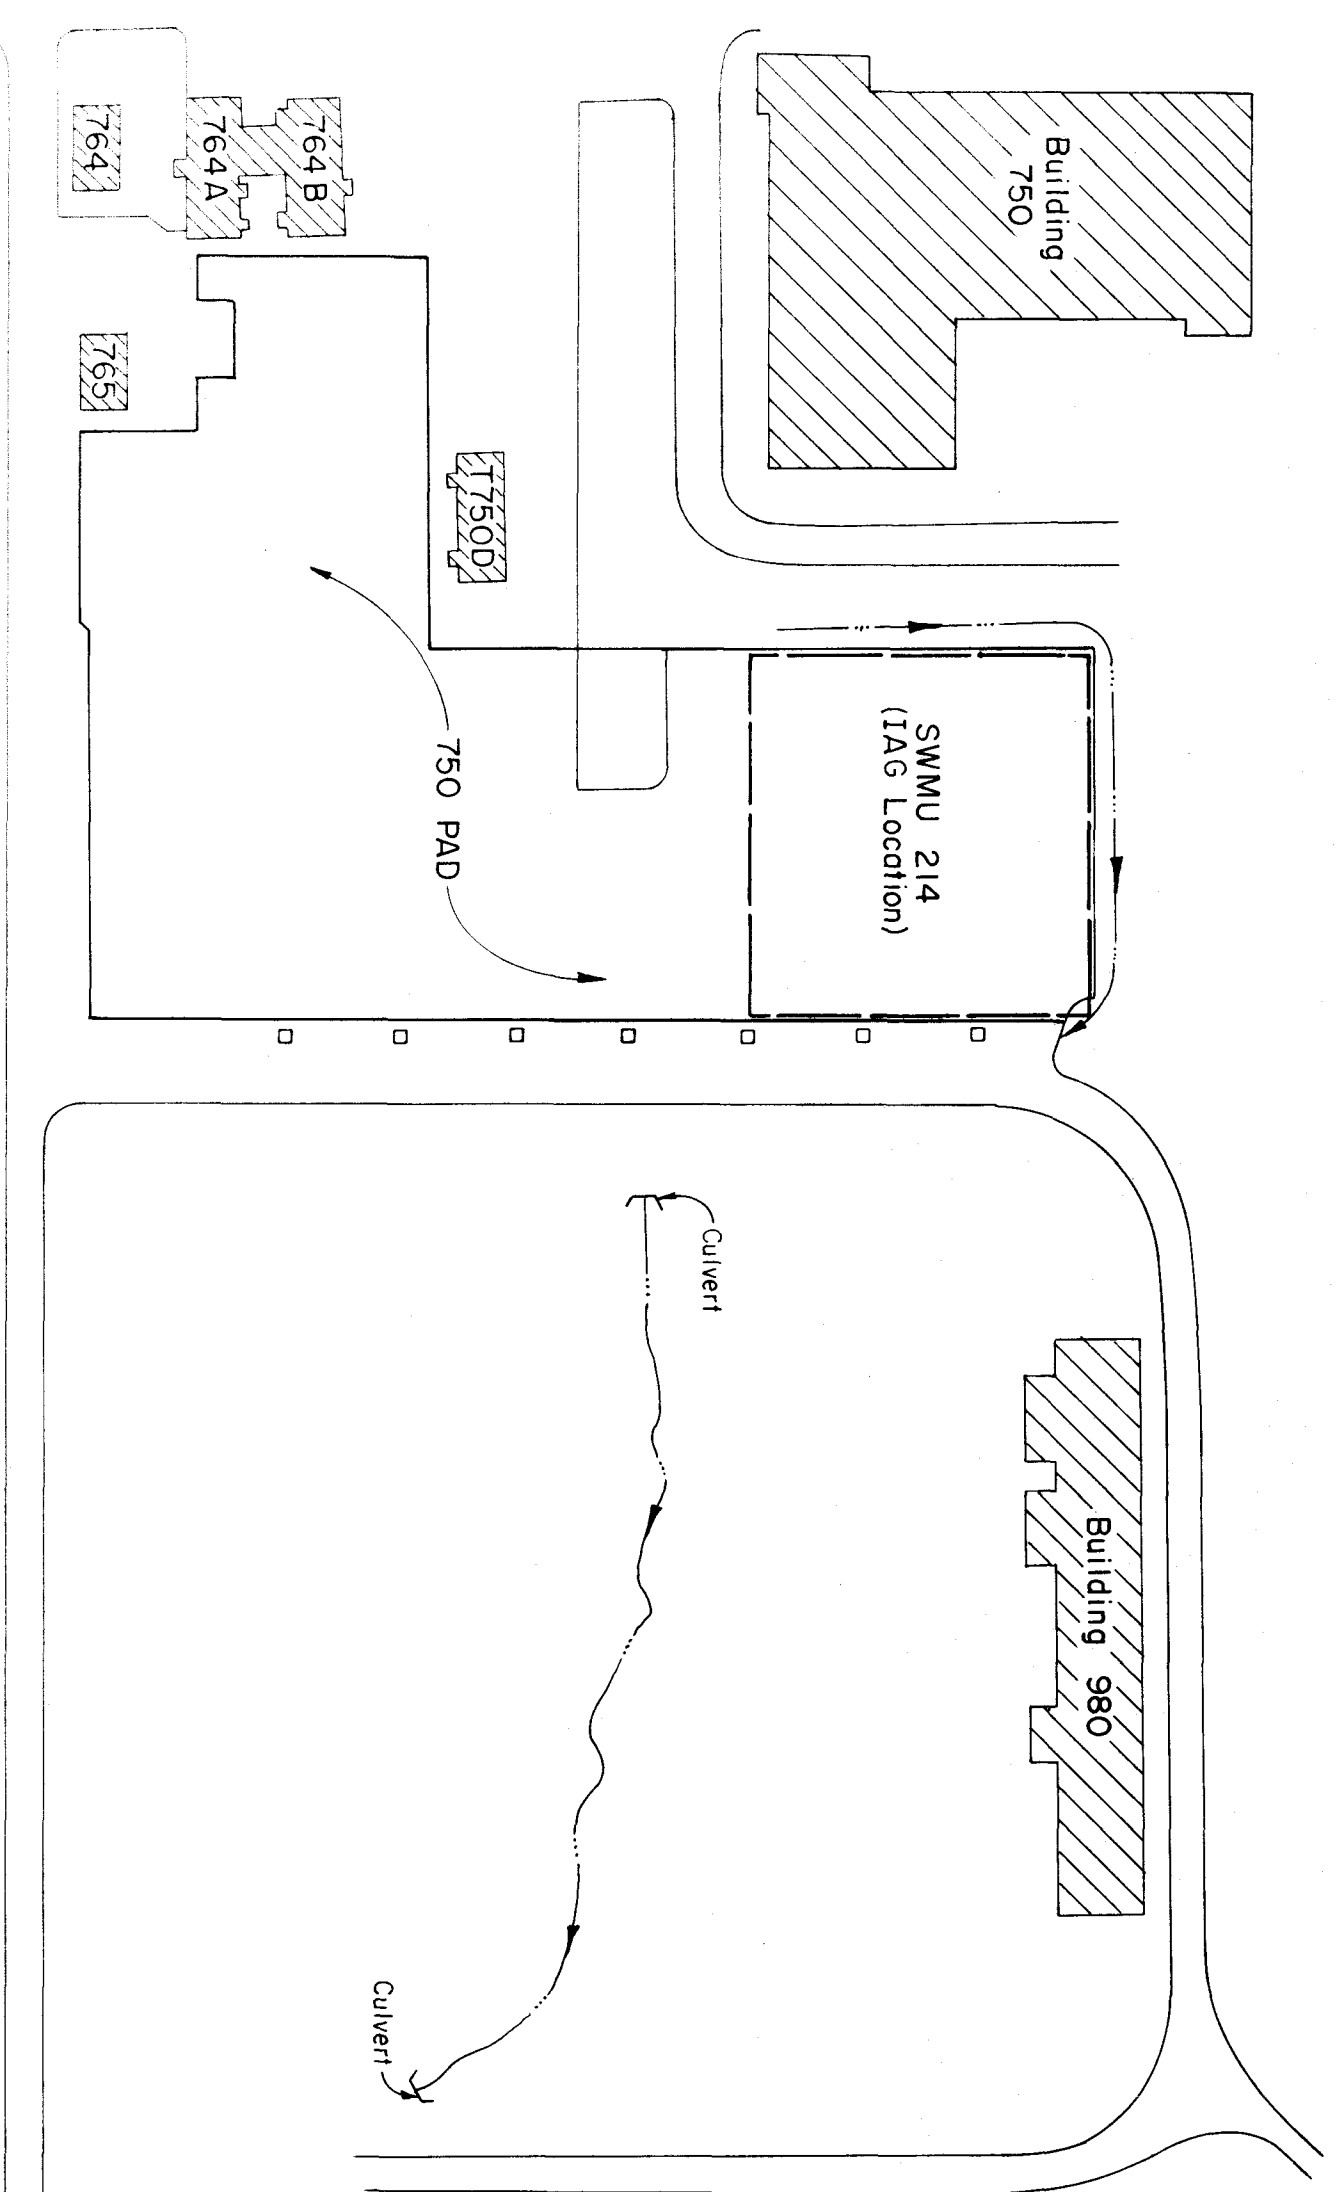 Building
750
764B
764A
764
765
T750D
SWMU 214
(IAG Location)
750 PAD
Culvert
Building 980
Culvert